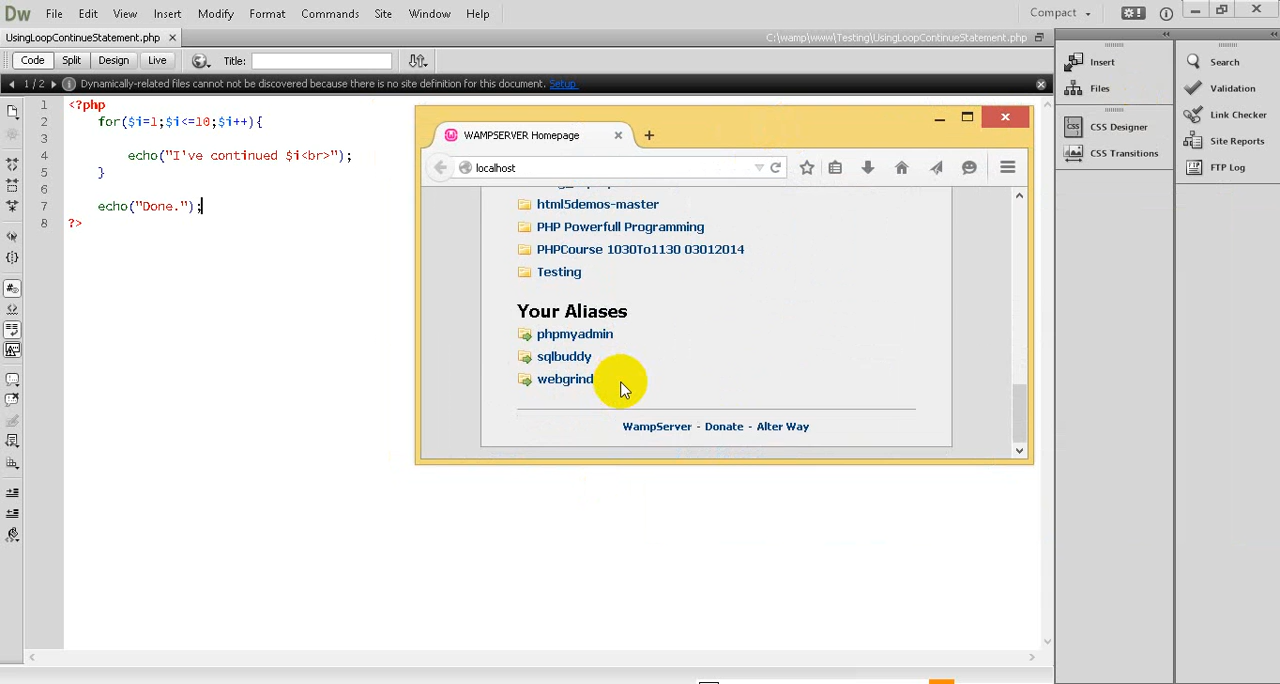 Dw File Edit View Insert Modify Format Commands Site Window Help Compact
UsingLoopContinueStatement.php C:\wamp\www\Testing\UsingLoopContinueStatement.php
Code Split Design Live Title:
1 / 2 Dynamically-related files cannot not be discovered because there is no site definition for this document. Setup
1 <?php
2 for($i=1;$i<=10;$i++){
3
4 echo("I've continued $i<br>");
5 }
6
7 echo("Done.");
8 ?>
WAMPSERVER Homepage
localhost
html5demos-master
PHP Powerfull Programming
PHPCourse 1030To1130 03012014
Testing
Your Aliases
phpmyadmin
sqlbuddy
webgrind
WampServer - Donate - Alter Way
Insert
Files
CSS Designer
CSS Transitions
Search
Validation
Link Checker
Site Reports
FTP Log